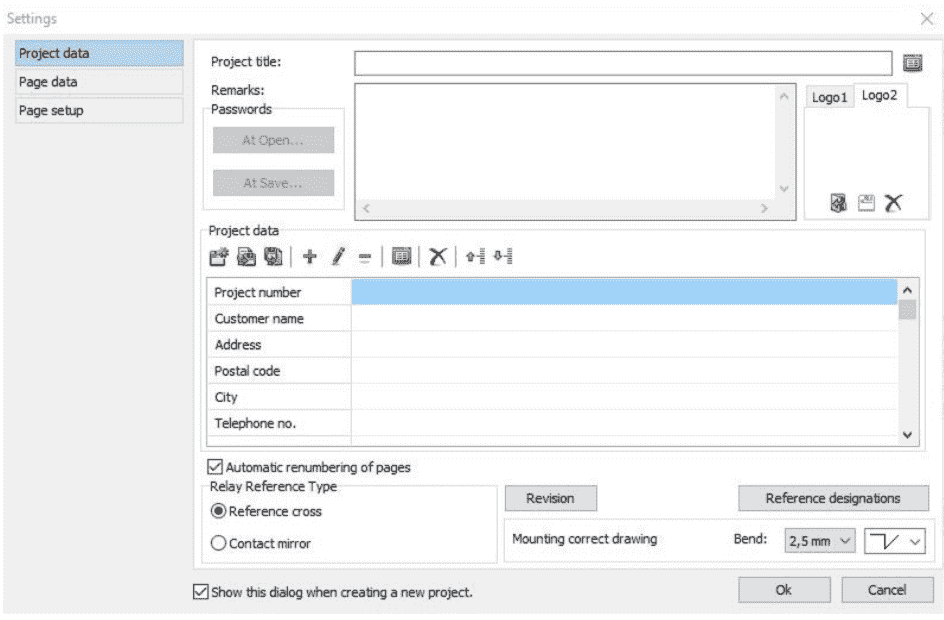 Settings
Project data
Page data
Page setup
Project title:
Remarks:
Passwords
At Open...
At Save...
Logo1 Logo2
Project data
Project number
Customer name
Address
Postal code
City
Telephone no.
Automatic renumbering of pages
Relay Reference Type
Reference cross
Contact mirror
Revision
Reference designations
Mounting correct drawing
Bend: 2,5 mm
Show this dialog when creating a new project.
Ok
Cancel